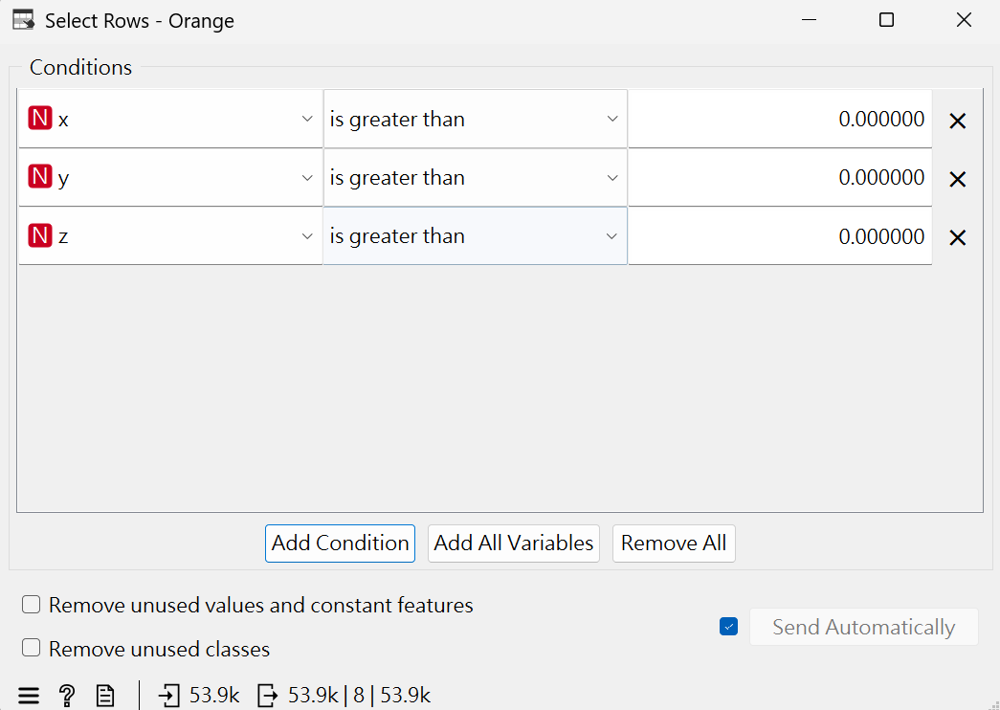 Select Rows - Orange
Conditions
N x is greater than 0.000000
N y is greater than 0.000000
N z is greater than 0.000000
Add Condition Add All Variables Remove All
Remove unused values and constant features
Send Automatically
Remove unused classes
53.9k 53.9k | 8 | 53.9k